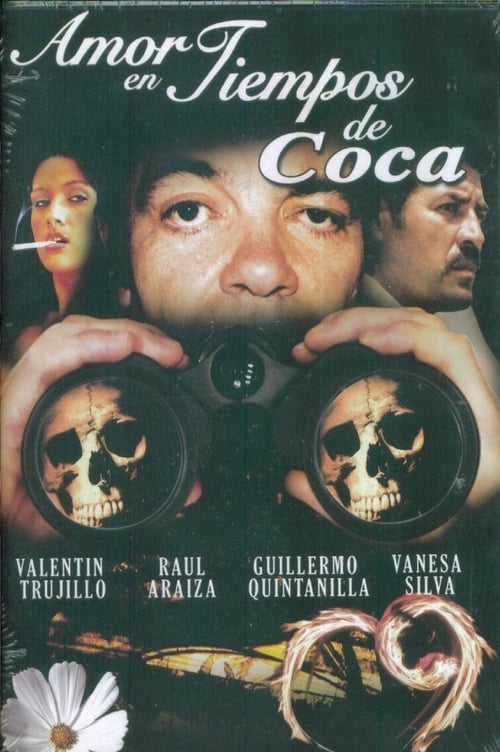 Amor
en Tiempos
de
Coca
VALENTIN TRUJILLO
RAUL ARAIZA
GUILLERMO QUINTANILLA
VANESA SILVA